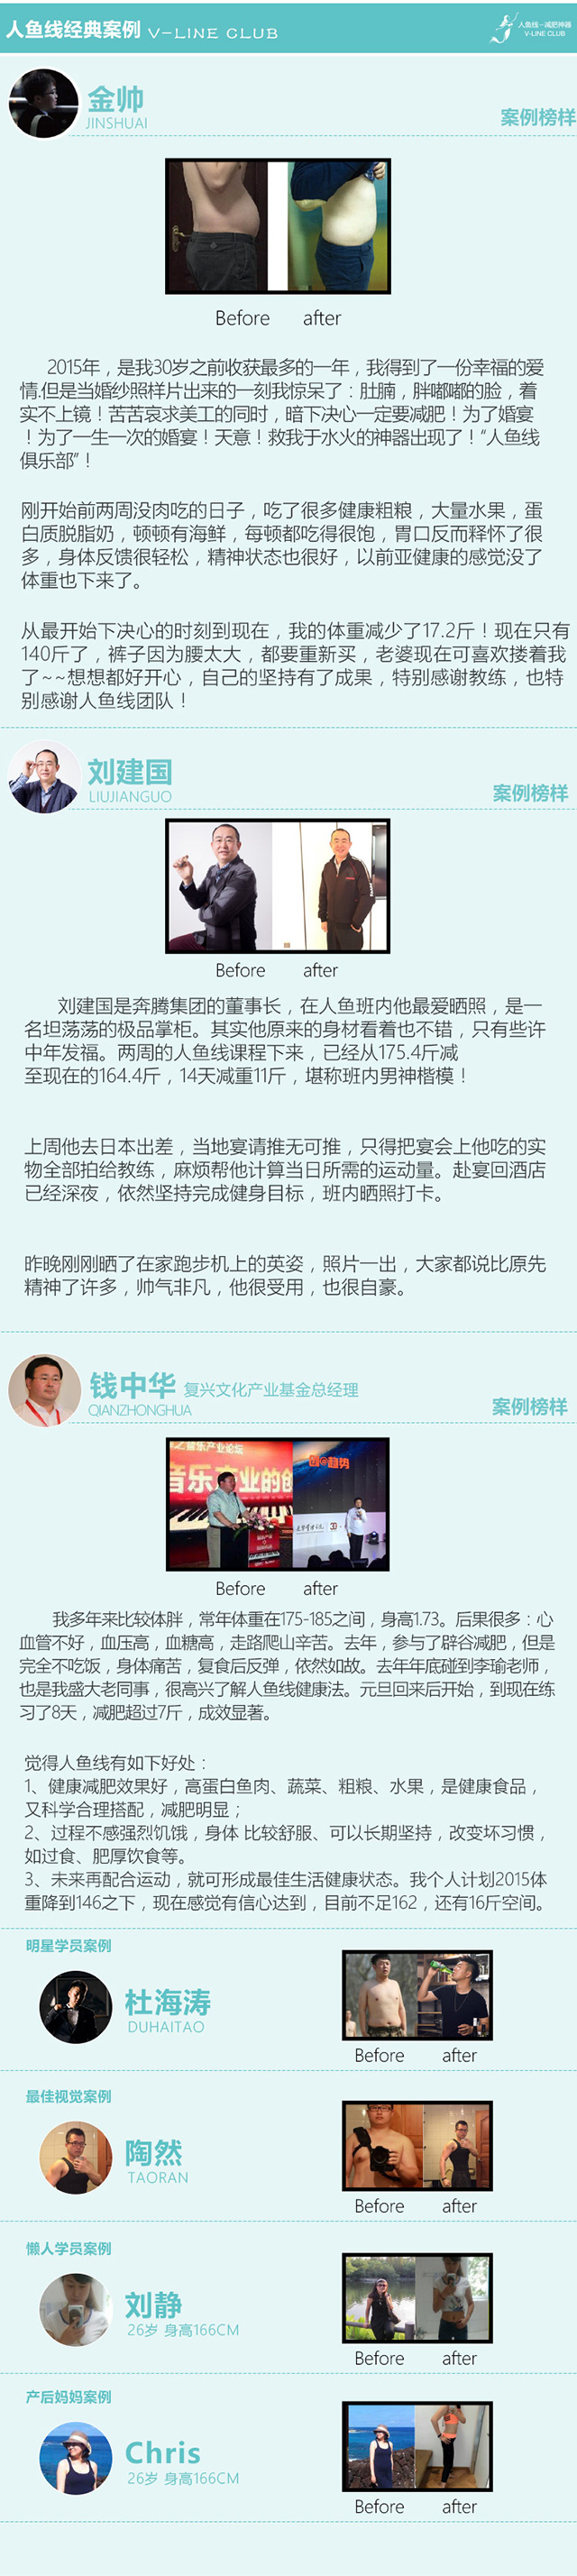 人鱼线经典案例 V-LINE CLUB
人鱼线-减肥神器
V-LINE CLUB
金帅
JINSHUAI
案例榜样
Before after
2015年，是我30岁之前收获最多的一年，我得到了一份幸福的爱
情.但是当婚纱照样片出来的一刻我惊呆了：肚腩，胖嘟嘟的脸，着
实不上镜！苦苦哀求美工的同时，暗下决心一定要减肥！为了婚宴
！为了一生一次的婚宴！天意！救我于水火的神器出现了！“人鱼线
俱乐部”！
刚开始前两周没肉吃的日子，吃了很多健康粗粮，大量水果，蛋
白质脱脂奶，顿顿有海鲜，每顿都吃得很饱，胃口反而释怀了很
多，身体反馈很轻松，精神状态也很好，以前亚健康的感觉没了
体重也下来了。
从最开始下决心的时刻到现在，我的体重减少了17.2斤！现在只有
140斤了，裤子因为腰太大，都要重新买，老婆现在可喜欢搂着我
了~~想想都好开心，自己的坚持有了成果，特别感谢教练，也特
别感谢人鱼线团队！
刘建国
LIUJIANGUO
案例榜样
Before after
刘建国是奔腾集团的董事长，在人鱼班内他最爱晒照，是一
名坦荡荡的极品掌柜。其实他原来的身材看着也不错，只有些许
中年发福。两周的人鱼线课程下来，已经从175.4斤减
至现在的164.4斤，14天减重11斤，堪称班内男神楷模！
上周他去日本出差，当地宴请推无可推，只得把宴会上他吃的实
物全部拍给教练，麻烦帮他计算当日所需的运动量。赴宴回酒店
已经深夜，依然坚持完成健身目标，班内晒照打卡。
昨晚刚刚晒了在家跑步机上的英姿，照片一出，大家都说比原先
精神了许多，帅气非凡，他很受用，也很自豪。
钱中华 复兴文化产业基金总经理
QIANZHONGHUA
案例榜样
之音乐产业论坛
音乐产业的创
创@趋势
Before after
我多年来比较体胖，常年体重在175-185之间，身高1.73。后果很多：心
血管不好，血压高，血糖高，走路爬山辛苦。去年，参与了辟谷减肥，但是
完全不吃饭，身体痛苦，复食后反弹，依然如故。去年年底碰到李瑜老师，
也是我盛大老同事，很高兴了解人鱼线健康法。元旦回来后开始，到现在练
习了8天，减肥超过7斤，成效显著。
觉得人鱼线有如下好处：
1、健康减肥效果好，高蛋白鱼肉、蔬菜、粗粮、水果，是健康食品，
又科学合理搭配，减肥明显；
2、过程不感强烈饥饿，身体 比较舒服、可以长期坚持，改变坏习惯，
如过食、肥厚饮食等。
3、未来再配合运动，就可形成最佳生活健康状态。我个人计划2015体
重降到146之下，现在感觉有信心达到，目前不足162，还有16斤空间。
明星学员案例
杜海涛
DUHAITAO
Before after
最佳视觉案例
陶然
TAORAN
Before after
懒人学员案例
刘静
26岁 身高166CM
Before after
产后妈妈案例
Chris
26岁 身高166CM
Before after